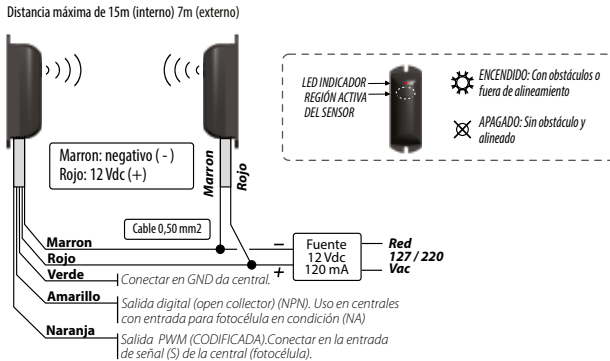 Distancia máxima de 15m (interno) 7m (externo)
LED INDICADOR
REGIÓN ACTIVA
DEL SENSOR
ENCENDIDO: Con obstáculos o
fuera de alineamiento
APAGADO: Sin obstáculo y
alineado
Marron: negativo ( - )
Rojo: 12 Vdc (+)
Marron
Rojo
Cable 0,50 mm2
Marron
Rojo
Verde
Amarillo
Naranja
−
+
Fuente
12 Vdc
120 mA
Red
127 / 220
Vac
Conectar en GND da central.
Salida digital (open collector) (NPN). Uso en centrales
con entrada para fotocélula en condición (NA)
Salida PWM (CODIFICADA).Conectar en la entrada
de señal (S) de la central (fotocélula).